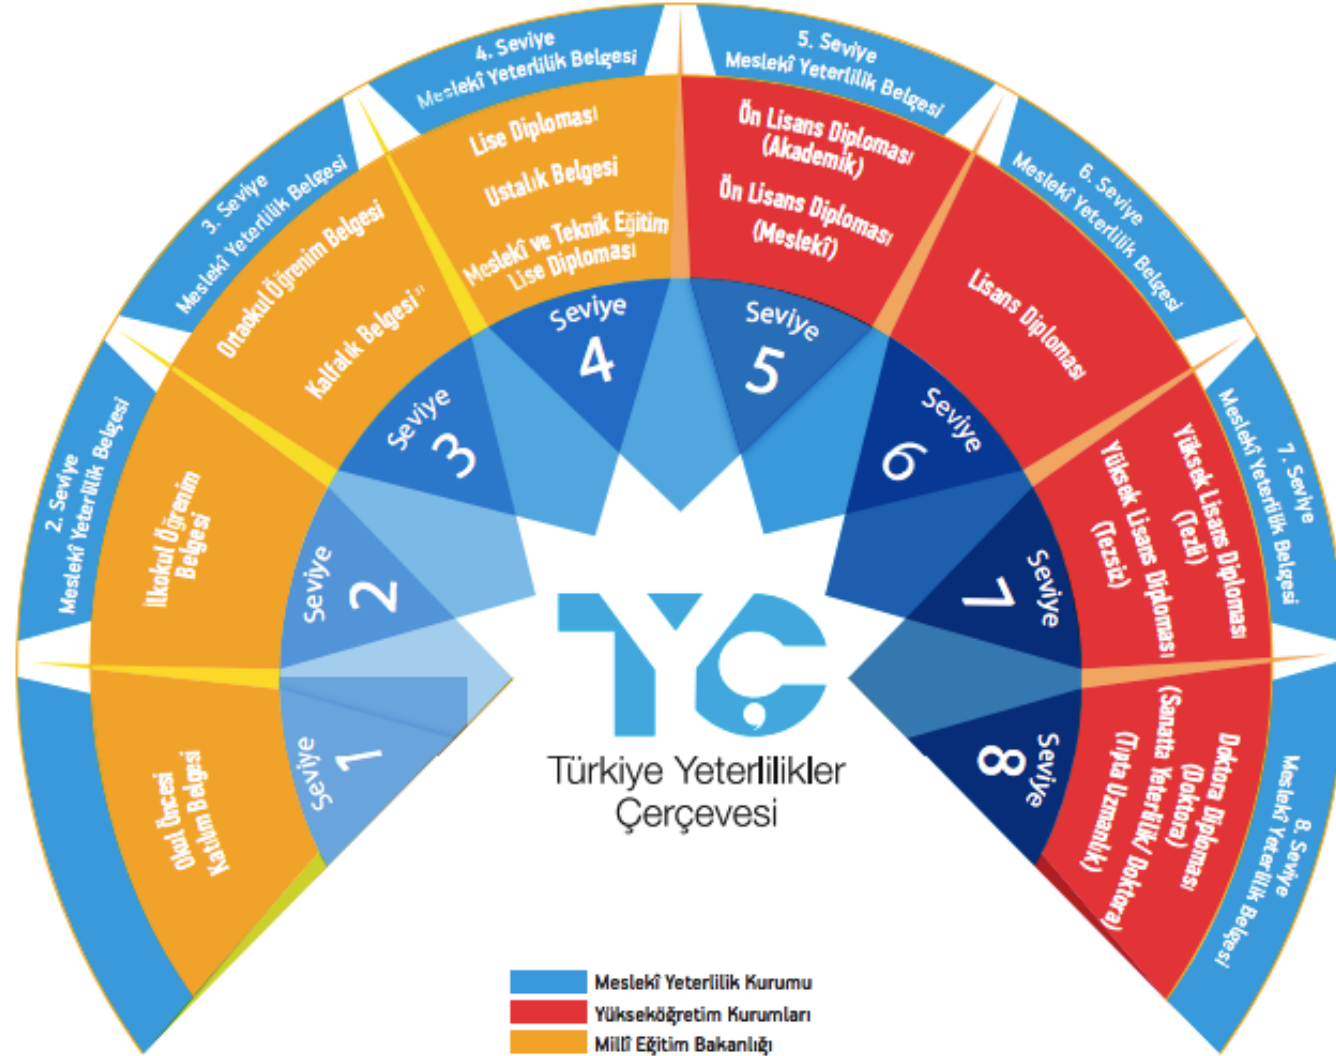 2. Seviye
Meslekî Yeterlilik Belgesi
3. Seviye
Meslekî Yeterlilik Belgesi
4. Seviye
Meslekî Yeterlilik Belgesi
5. Seviye
Meslekî Yeterlilik Belgesi
6. Seviye
Meslekî Yeterlilik Belgesi
7. Seviye
Meslekî Yeterlilik Belgesi
8. Seviye
Meslekî Yeterlilik Belgesi
Okul Öncesi
Katılım Belgesi
İlkokul Öğrenim
Belgesi
Ortaokul Öğrenim Belgesi
Kalfalık Belgesi
Lise Diploması
Ustalık Belgesi
Meslekî ve Teknik Eğitim
Lise Diploması
Ön Lisans Diploması
(Akademik)
Ön Lisans Diploması
(Meslekî)
Lisans Diploması
Yüksek Lisans Diploması
(Tezli)
Yüksek Lisans Diploması
(Tezsiz)
Doktora Diploması
(Doktora)
(Sanatta Yeterlilik/ Doktora)
(Tıpta Uzmanlık)
Seviye
1
Seviye
2
Seviye
3
Seviye
4
Seviye
5
Seviye
6
Seviye
7
Seviye
8
TYÇ
Türkiye Yeterlilikler
Çerçevesi
Meslekî Yeterlilik Kurumu
Yükseköğretim Kurumları
Millî Eğitim Bakanlığı